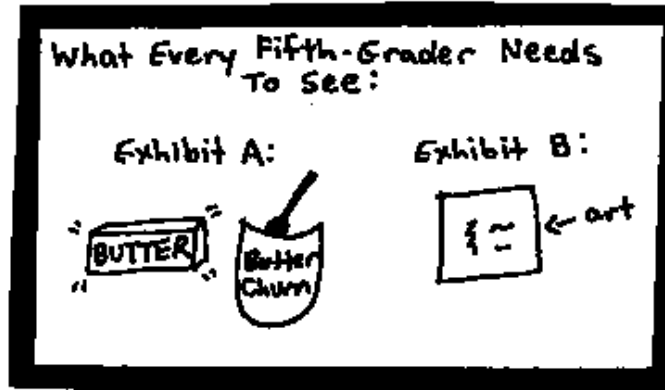 What Every Fifth-Grader Needs
To See:
Exhibit A:
BUTTER
Butter
Churn
Exhibit B:
art